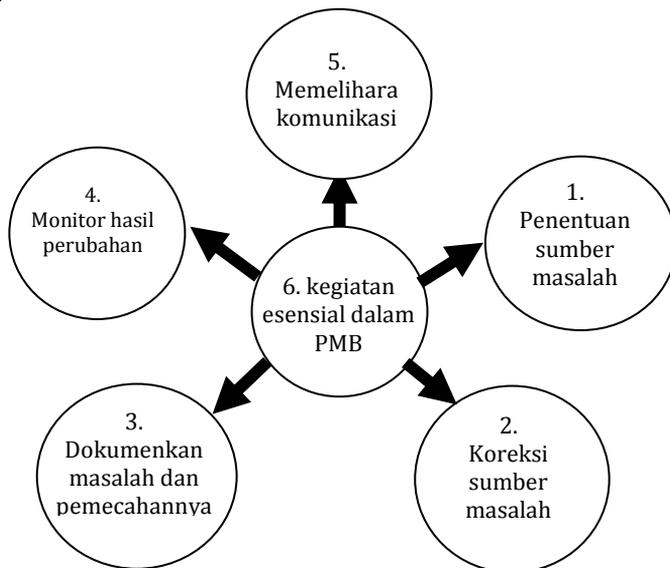 5.
Memelihara
komunikasi
1.
Penentuan
sumber
masalah
4.
Monitor hasil
perubahan
6. kegiatan
esensial dalam
PMB
3.
Dokumenkan
masalah dan
pemecahannya
2.
Koreksi
sumber
masalah